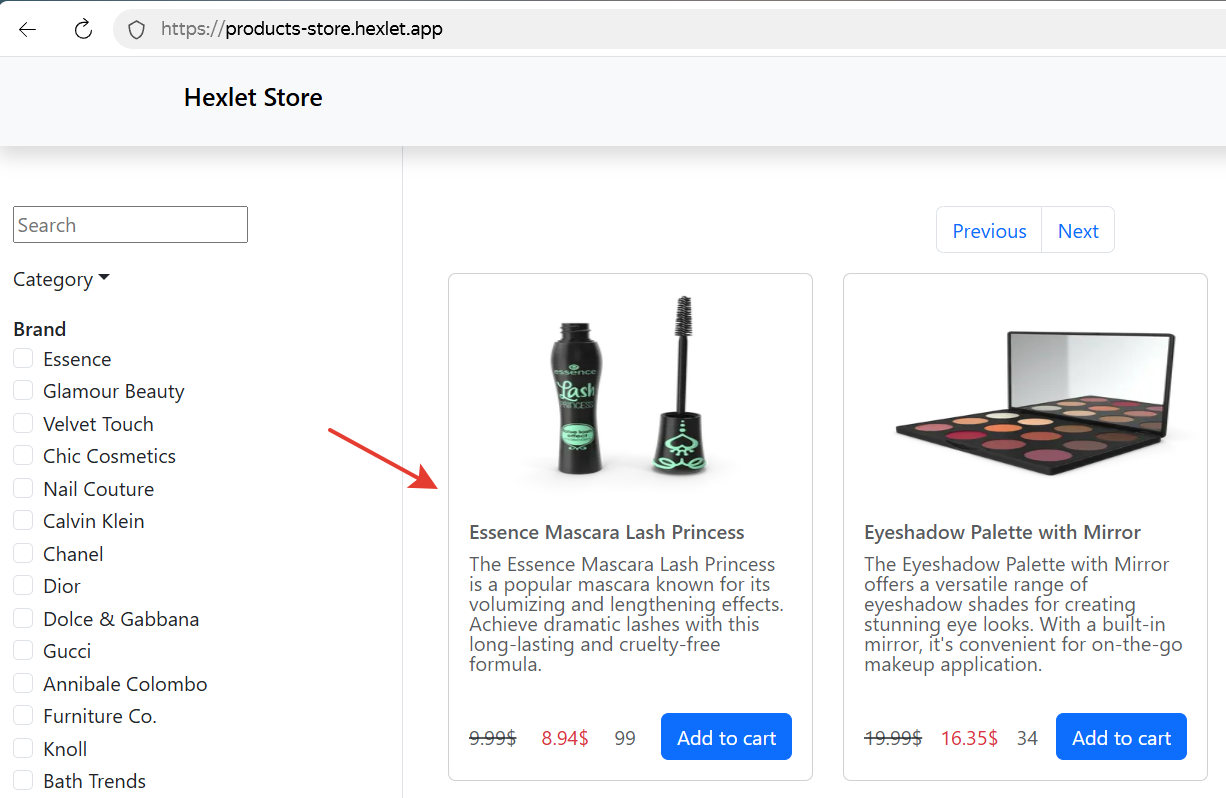 https://products-store.hexlet.app
Hexlet Store
Search
Category
Brand
Essence
Glamour Beauty
Velvet Touch
Chic Cosmetics
Nail Couture
Calvin Klein
Chanel
Dior
Dolce & Gabbana
Gucci
Annibale Colombo
Furniture Co.
Knoll
Bath Trends
Previous
Next
essence
Lash
PRINCESS
Essence Mascara Lash Princess
The Essence Mascara Lash Princess
is a popular mascara known for its
volumizing and lengthening effects.
Achieve dramatic lashes with this
long-lasting and cruelty-free
formula.
9.99$ 8.94$ 99 Add to cart
Eyeshadow Palette with Mirror
The Eyeshadow Palette with Mirror
offers a versatile range of
eyeshadow shades for creating
stunning eye looks. With a built-in
mirror, it's convenient for on-the-go
makeup application.
19.99$ 16.35$ 34 Add to cart